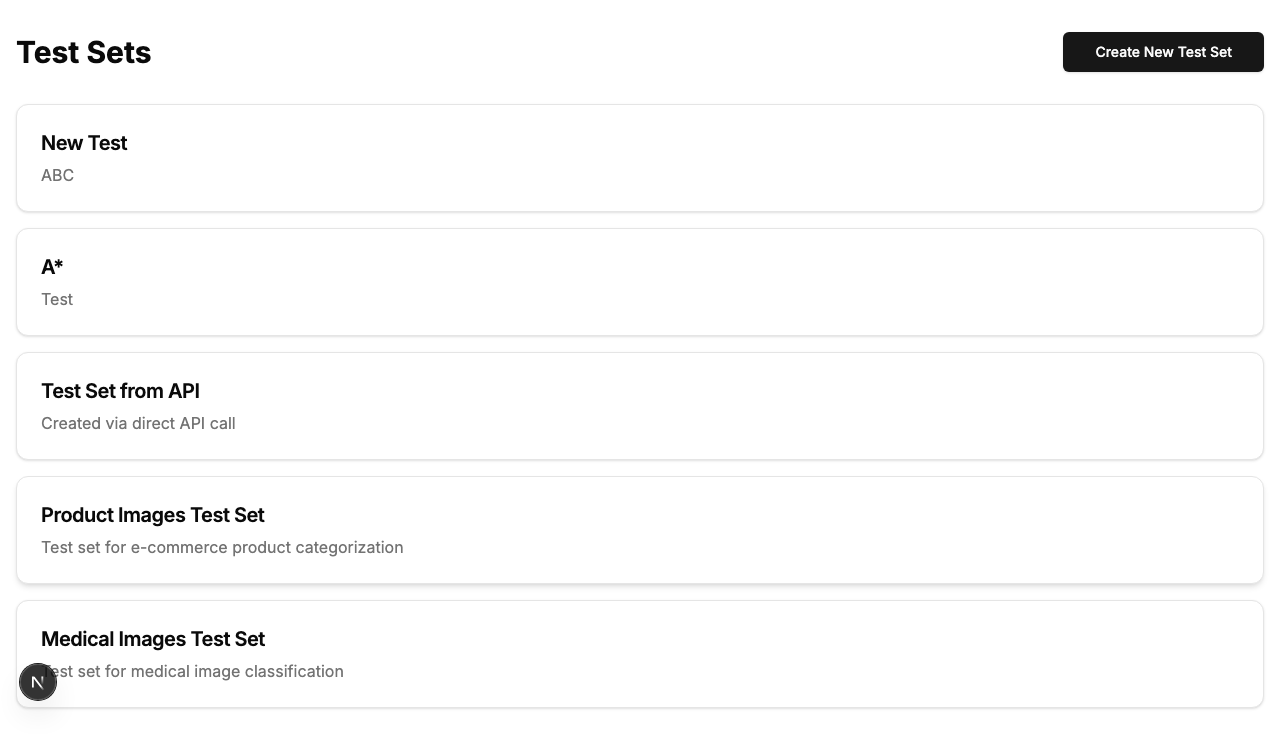 Test Sets
Create New Test Set
New Test
ABC
A*
Test
Test Set from API
Created via direct API call
Product Images Test Set
Test set for e-commerce product categorization
Medical Images Test Set
Test set for medical image classification
N